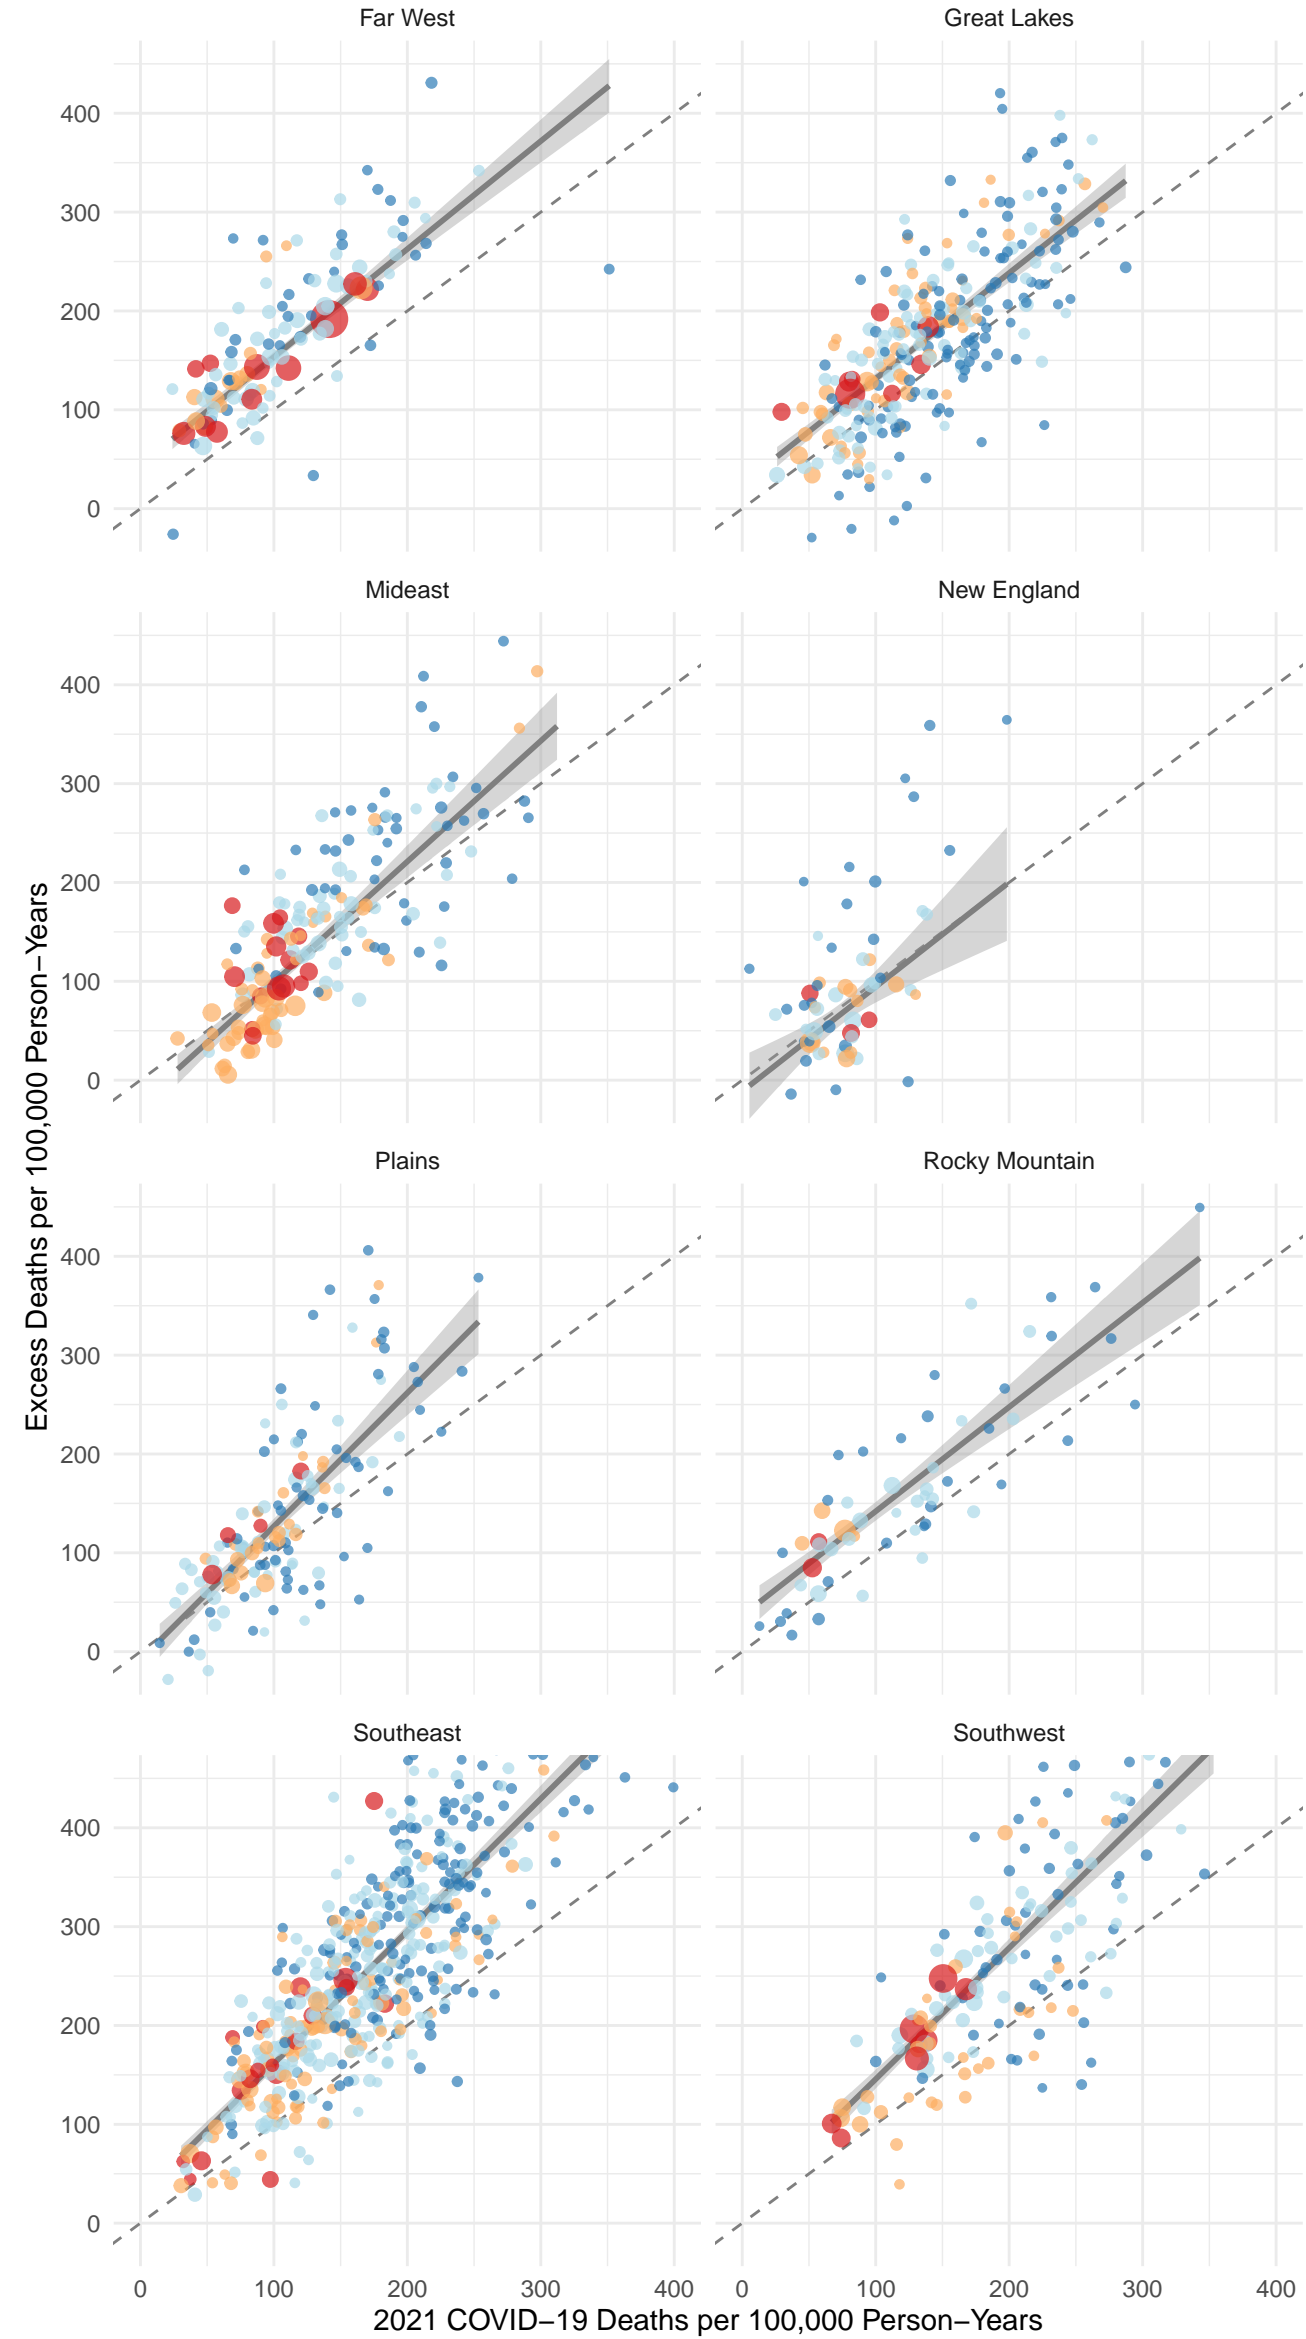 Far West
Great Lakes
400
300
200
100
0
Mideast
New England
400
300
200
100
0
Excess Deaths per 100,000 Person−Years
Plains
Rocky Mountain
400
300
200
100
0
Southeast
Southwest
400
300
200
100
0
0 100 200 300 400 0 100 200 300 400
2021 COVID−19 Deaths per 100,000 Person−Years